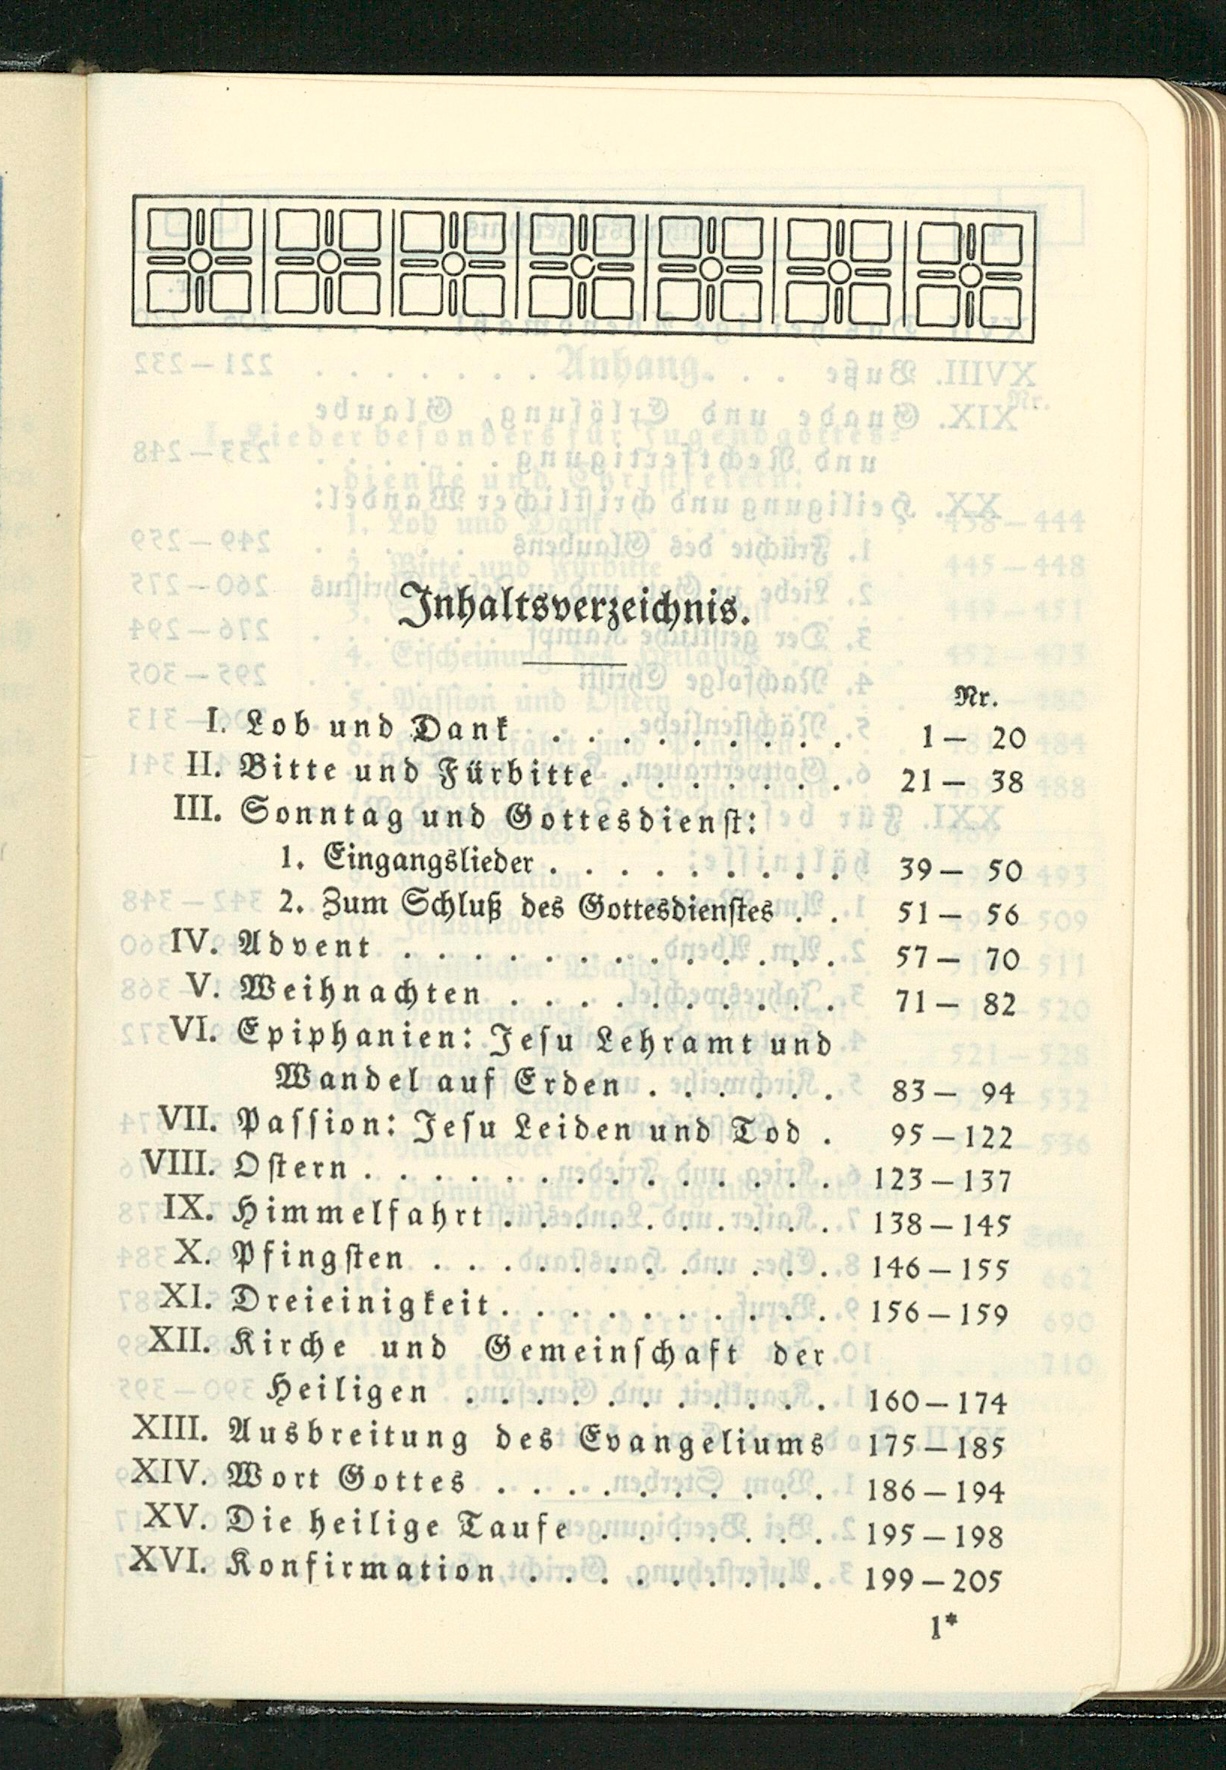 Inhaltsverzeichnis.
Nr.
I. Lob und Dank . . . . . . . . . 1 — 20
II. Bitte und Fürbitte . . . . . . . 21 — 38
III. Sonntag und Gottesdienſt:
1. Eingangslieder . . . . . . . . . 39 — 50
2. Zum Schluß des Gottesdienſtes . . 51 — 56
IV. Advent . . . . . . . . . . . . . 57 — 70
V. Weihnachten . . . . . . . . . . 71 — 82
VI. Epiphanien: Jeſu Lehramt und
Wandel auf Erden . . . . . . 83 — 94
VII. Paſſion: Jeſu Leiden und Tod . 95 — 122
VIII. Oſtern . . . . . . . . . . . . . . 123 — 137
IX. Himmelfahrt . . . . . . . . . . 138 — 145
X. Pfingſten . . . . . . . . . . . . 146 — 155
XI. Dreieinigkeit . . . . . . . . . . 156 — 159
XII. Kirche und Gemeinſchaft der
Heiligen . . . . . . . . . . . 160 — 174
XIII. Ausbreitung des Evangeliums 175 — 185
XIV. Wort Gottes . . . . . . . . . . 186 — 194
XV. Die heilige Taufe . . . . . . . 195 — 198
XVI. Konfirmation . . . . . . . . . 199 — 205
1*